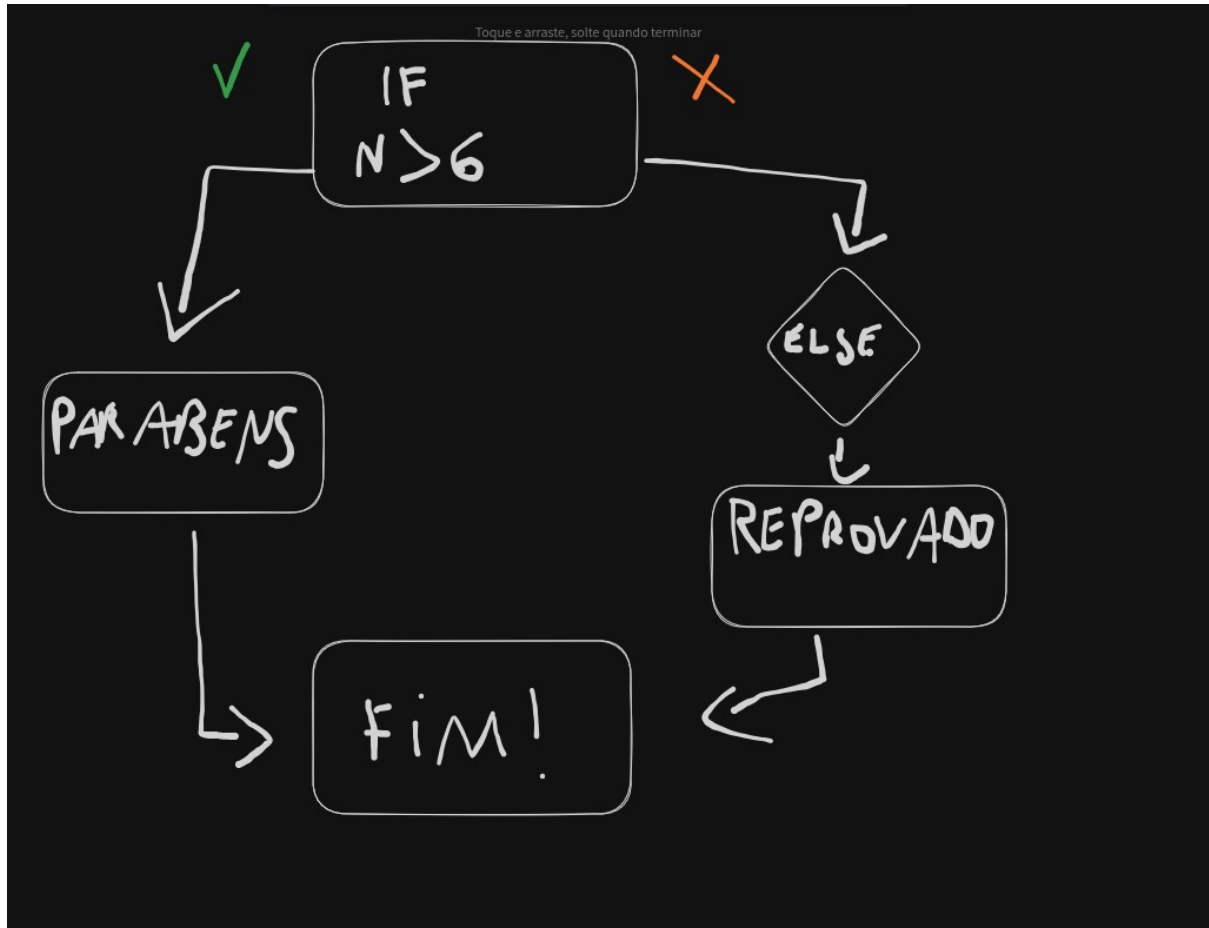 Toque e arraste, solte quando terminar
IF
N>6
ELSE
PARABENS
REPROVADO
FiM!